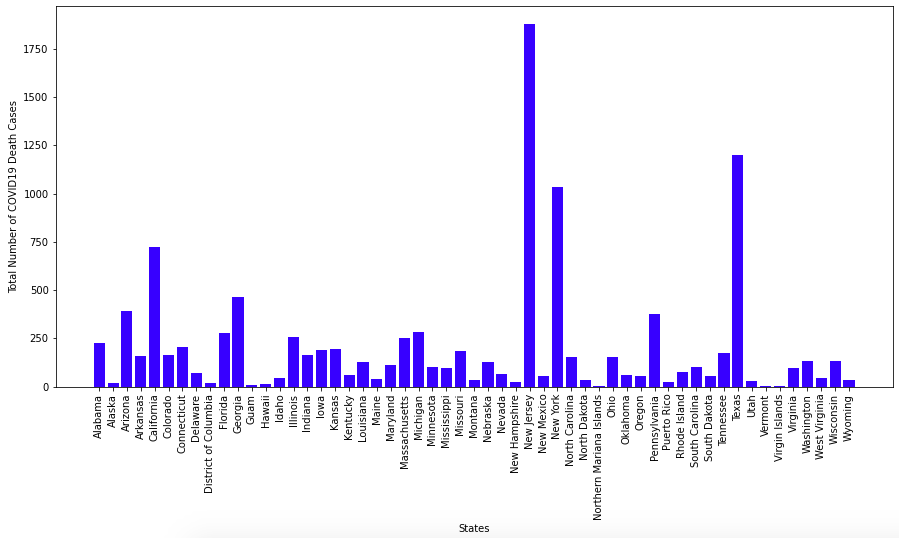 Total Number of COVID19 Death Cases
1750
1500
1250
1000
750
500
250
0
Alabama
Alaska
Arizona
Arkansas
California
Colorado
Connecticut
Delaware
District of Columbia
Florida
Georgia
Guam
Hawaii
Idaho
Illinois
Indiana
Iowa
Kansas
Kentucky
Louisiana
Maine
Maryland
Massachusetts
Michigan
Minnesota
Mississippi
Missouri
Montana
Nebraska
Nevada
New Hampshire
New Jersey
New Mexico
New York
North Carolina
North Dakota
Northern Mariana Islands
Ohio
Oklahoma
Oregon
Pennsylvania
Puerto Rico
Rhode Island
South Carolina
South Dakota
Tennessee
Texas
Utah
Vermont
Virgin Islands
Virginia
Washington
West Virginia
Wisconsin
Wyoming
States